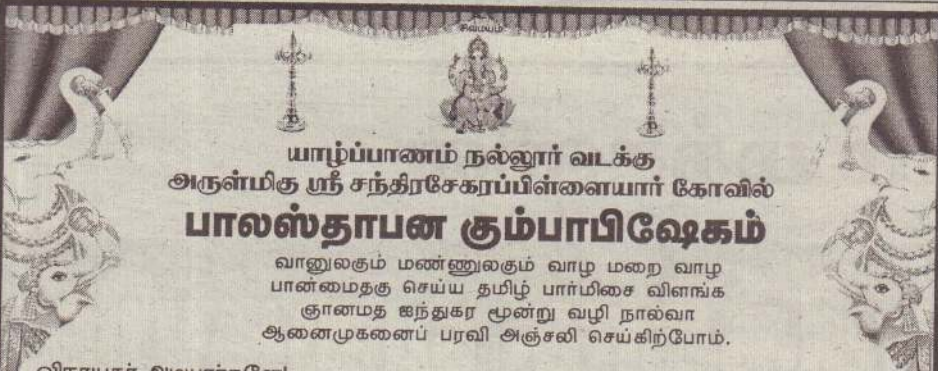 சிவமயம்
யாழ்ப்பாணம் நல்லூர் வடக்கு
அருள்மிகு ஸ்ரீ சந்திரசேகரப்பிள்ளையார் கோவில்
பாலஸ்தாபன கும்பாபிஷேகம்
வானுலகும் மண்ணுலகும் வாழ மறை வாழ
பான்மைதகு செய்ய தமிழ் பார்மிசை விளங்க
ஞானமத ஐந்துகர மூன்று வழி நால்வா
ஆனைமுகனைப் பரவி அஞ்சலி செய்கிற்போம்.